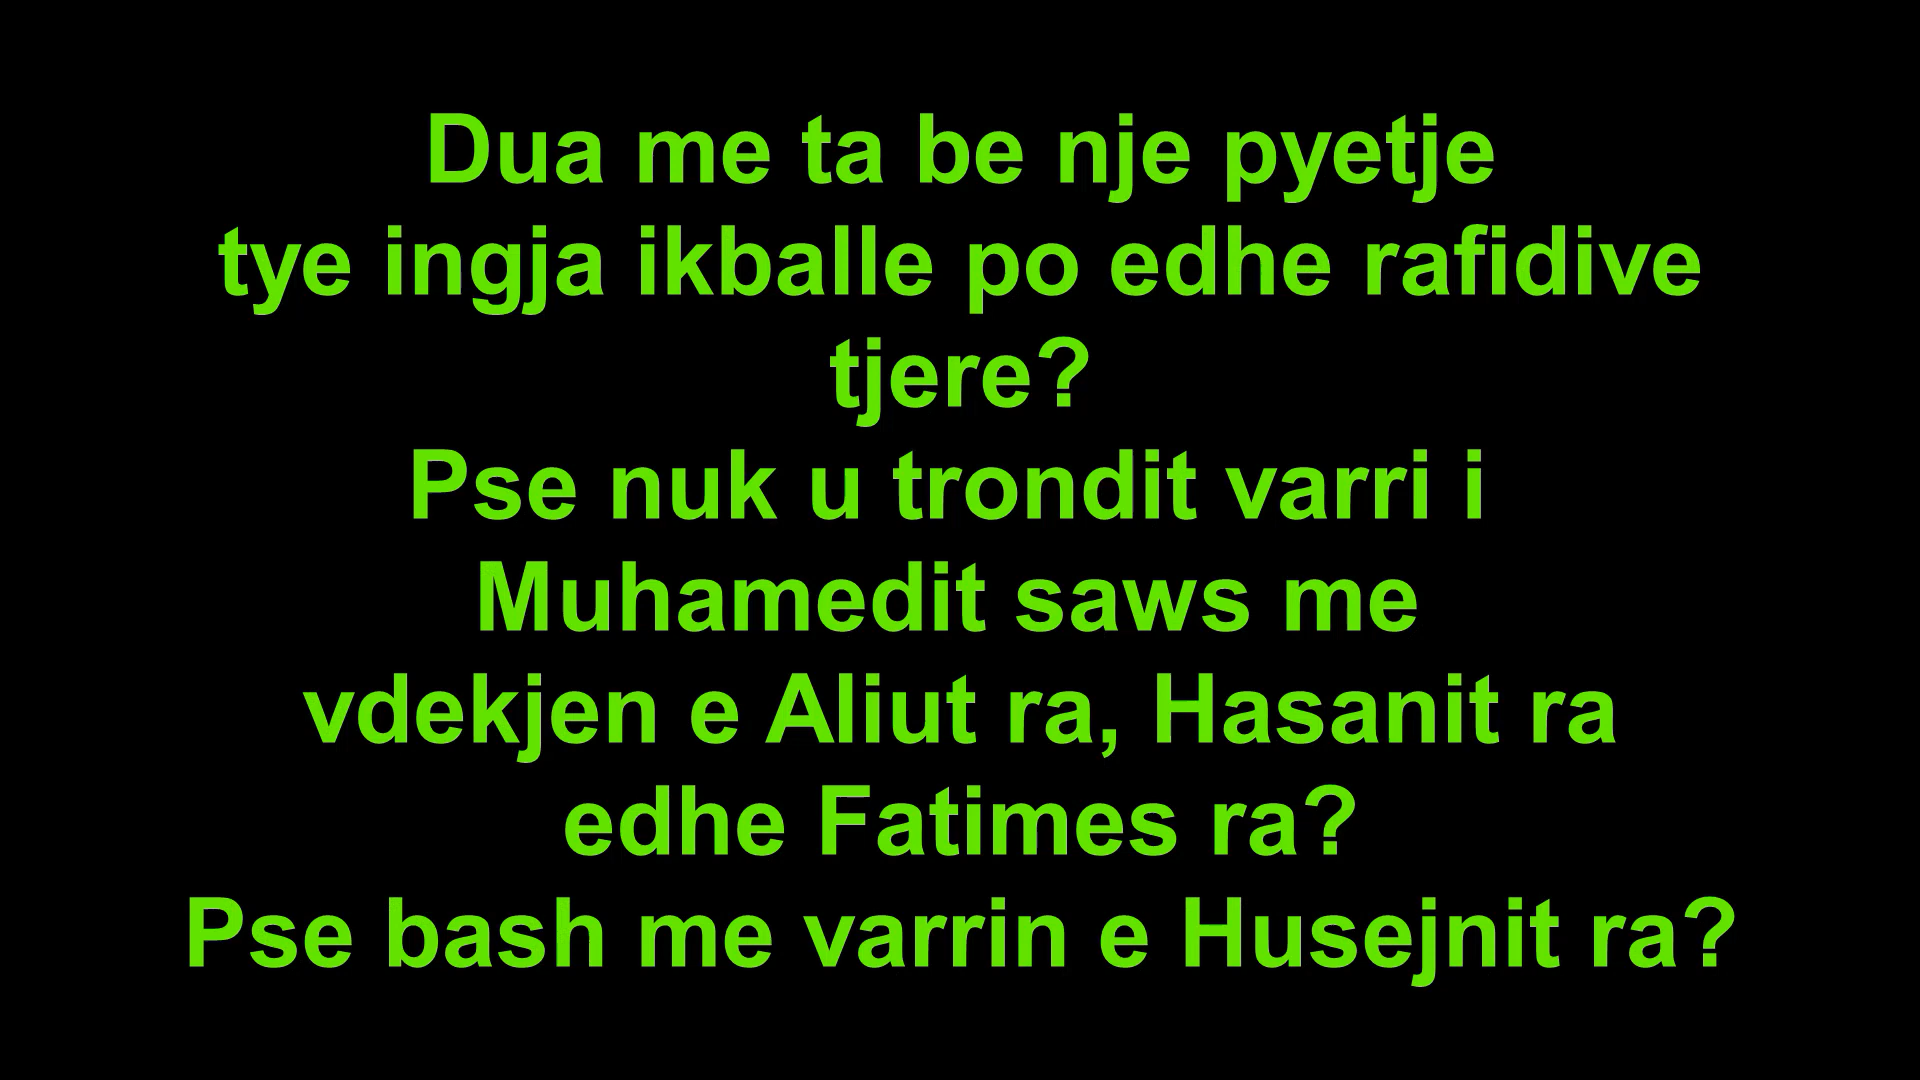 Dua me ta be nje pyetje
tye ingja ikballe po edhe rafidive
tjere?
Pse nuk u trondit varri i
Muhamedit saws me
vdekjen e Aliut ra, Hasanit ra
edhe Fatimes ra?
Pse bash me varrin e Husejnit ra?